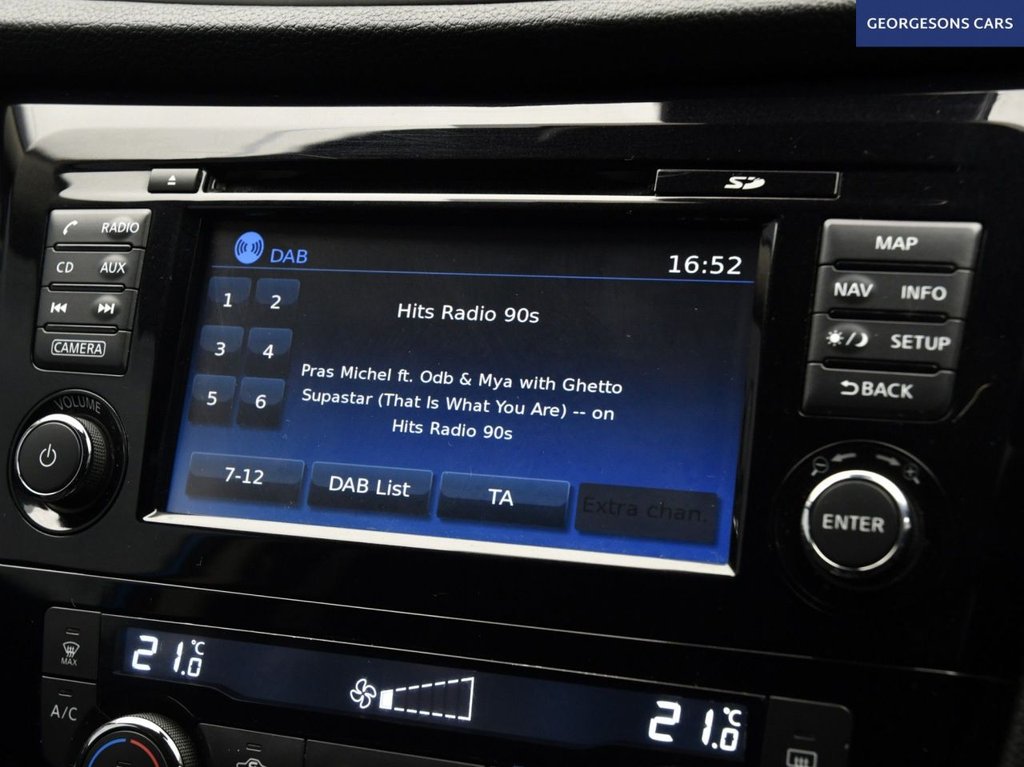 GEORGESONS CARS
SD
RADIO
CD AUX
CAMERA
VOLUME
DAB
16:52
1 2
3 4
5 6
Hits Radio 90s
Pras Michel ft. Odb & Mya with Ghetto
Supastar (That Is What You Are) -- on
Hits Radio 90s
7-12 DAB List TA Extra chan.
MAP
NAV INFO
SETUP
BACK
ENTER
MAX
A/C
21.0°C
21.0°C